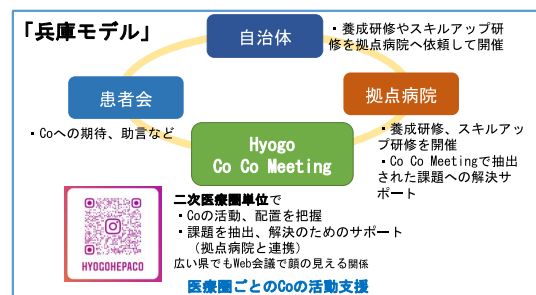 「兵庫モデル」
自治体
・養成研修やスキルアップ研
修を拠点病院へ依頼して開催
患者会
・Coへの期待、助言など
拠点病院
・養成研修、スキルアッ
プ研修を開催
・Co Co Meetingで抽出
された課題への解決サ
ポート
Hyogo
Co Co Meeting
二次医療圏単位で
・Coの活動、配置を把握
・課題を抽出、解決のためのサポート
(拠点病院と連携)
広い県でもWeb会議で顔の見える関係
HYOGOHEPACO
医療圏ごとのCoの活動支援